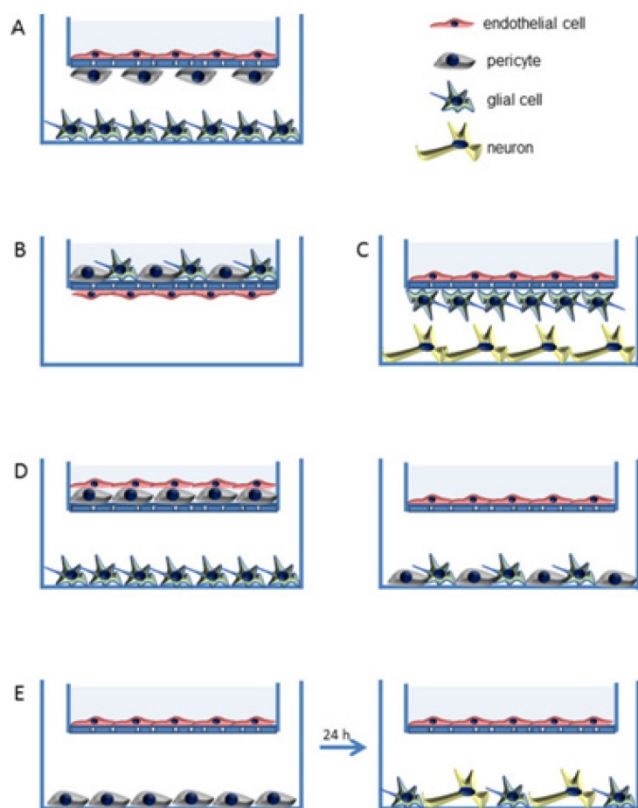 A
endothelial cell
pericyte
glial cell
neuron
B
C
D
E
24 h